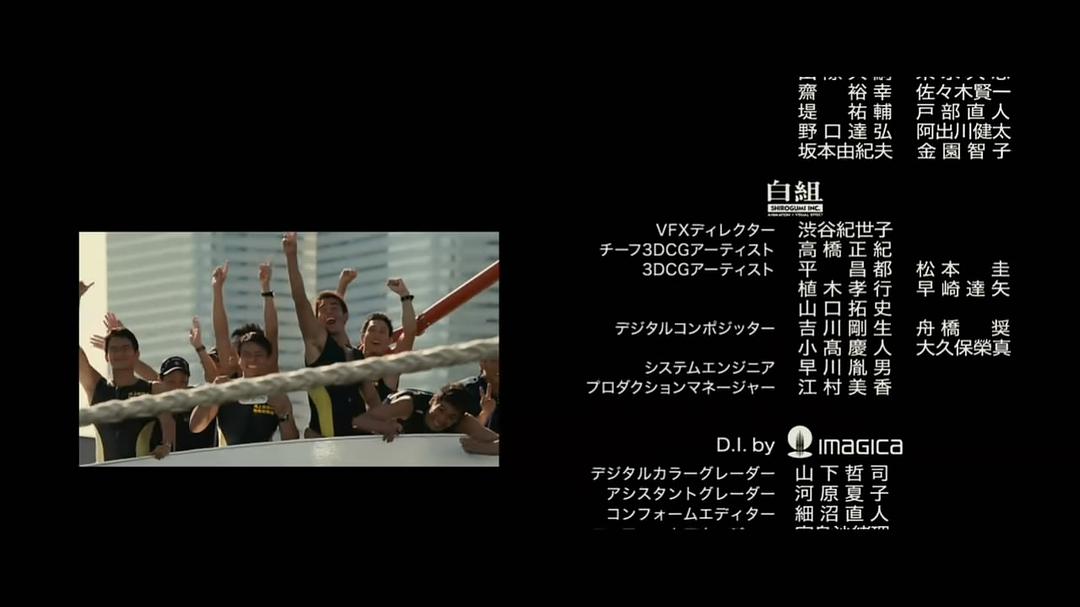 齋 裕幸 佐々木賢一
堤 祐輔 戸部直人
野口達弘 阿出川健太
坂本由紀夫 金園智子
白組
SHIROGUMI INC.
ANIMATION + VISUAL EFFECT
VFXディレクター 渋谷紀世子
チーフ3DCGアーティスト 高橋正紀
3DCGアーティスト 平 昌都 松本 圭
植木孝行 早崎達矢
山口拓史
デジタルコンポジッター 吉川剛生 舟橋 奨
小髙慶人 大久保榮真
システムエンジニア 早川胤男
プロダクションマネージャー 江村美香
D.I. by IMAGICA
デジタルカラーグレーダー 山下哲司
アシスタントグレーダー 河原夏子
コンフォームエディター 細沼直人